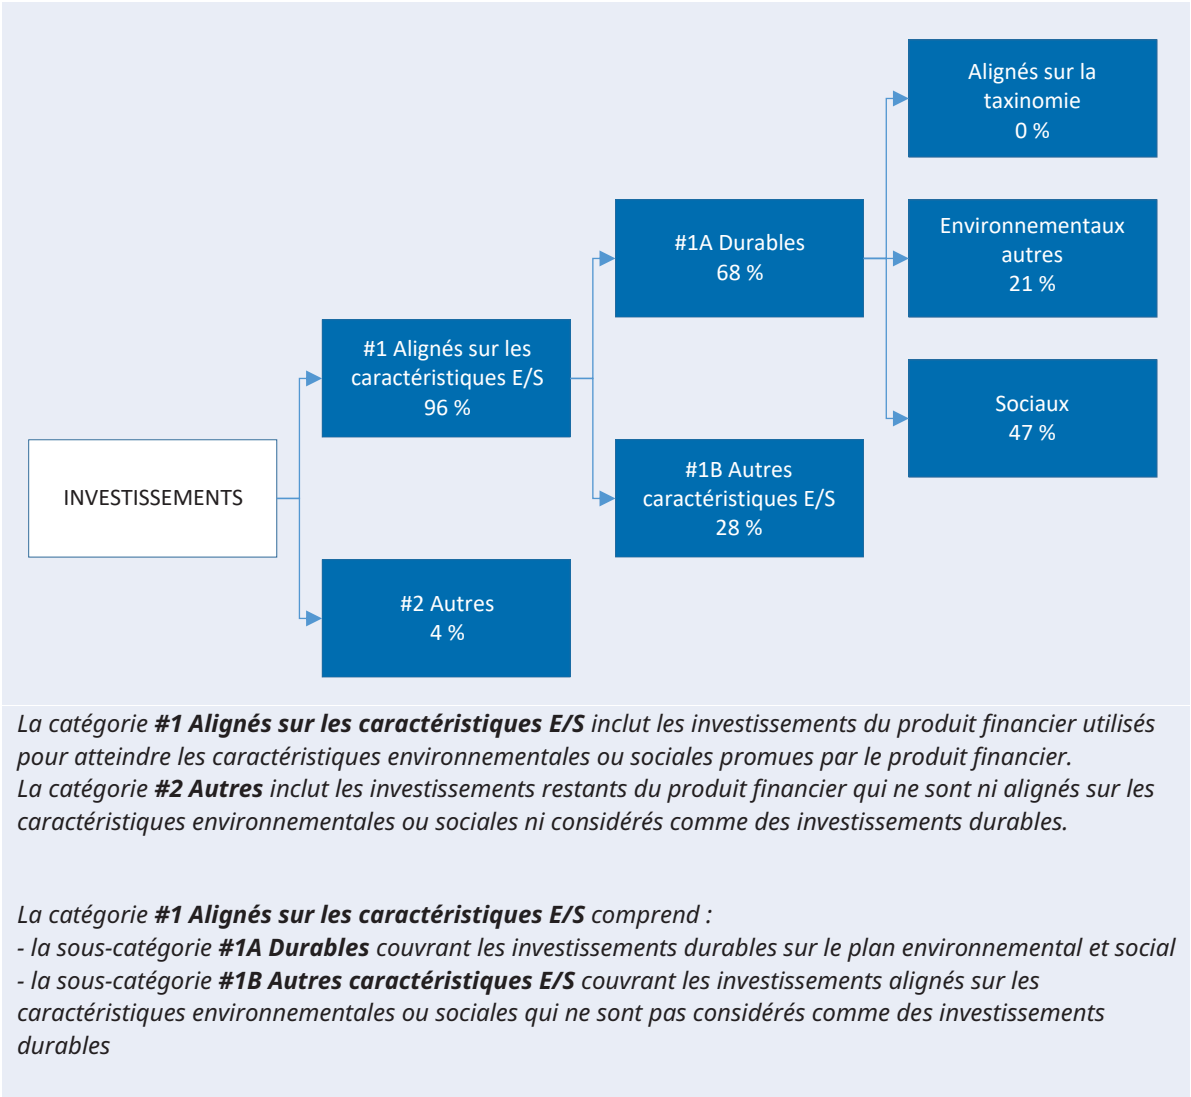 Alignés sur la
taxinomie
0 %
#1A Durables
68 %
Environnementaux
autres
21 %
#1 Alignés sur les
caractéristiques E/S
96 %
Sociaux
47 %
INVESTISSEMENTS
#1B Autres
caractéristiques E/S
28 %
#2 Autres
4 %
La catégorie #1 Alignés sur les caractéristiques E/S inclut les investissements du produit financier utilisés
pour atteindre les caractéristiques environnementales ou sociales promues par le produit financier.
La catégorie #2 Autres inclut les investissements restants du produit financier qui ne sont ni alignés sur les
caractéristiques environnementales ou sociales ni considérés comme des investissements durables.
La catégorie #1 Alignés sur les caractéristiques E/S comprend :
- la sous-catégorie #1A Durables couvrant les investissements durables sur le plan environnemental et social
- la sous-catégorie #1B Autres caractéristiques E/S couvrant les investissements alignés sur les
caractéristiques environnementales ou sociales qui ne sont pas considérés comme des investissements
durables